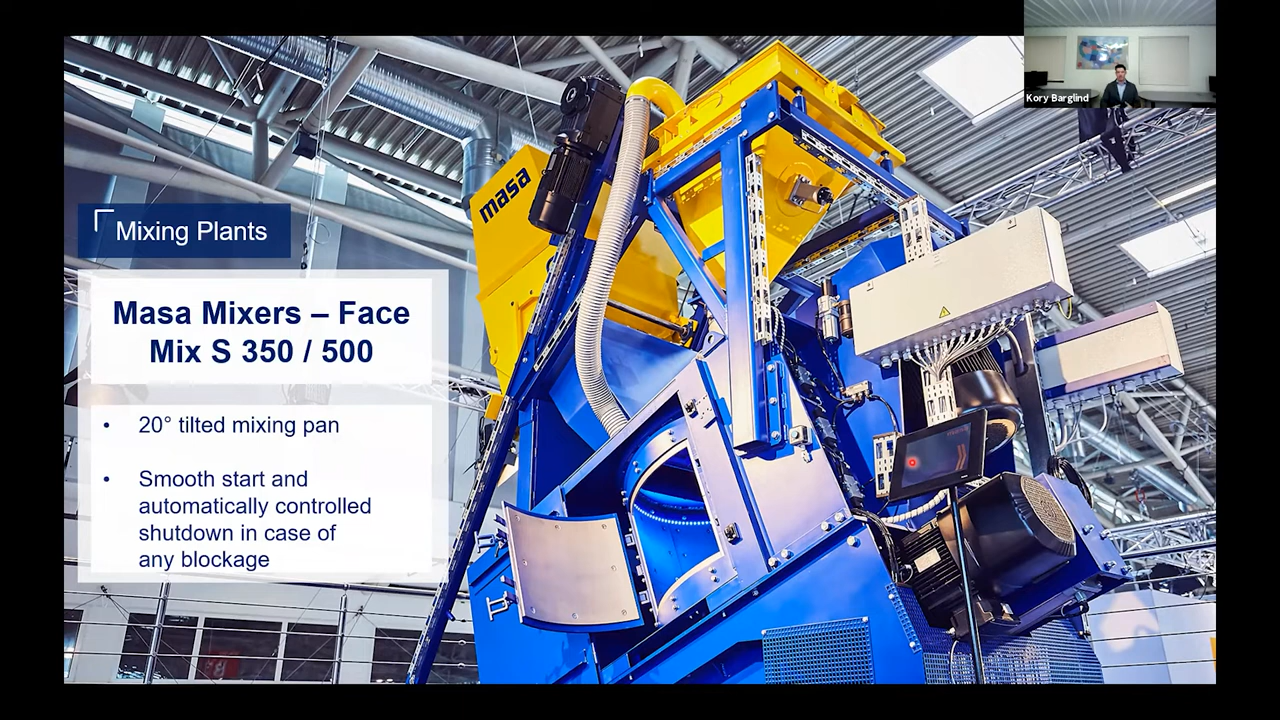 Kory Barglind
masa
Mixing Plants
Masa Mixers – Face
Mix S 350 / 500
• 20° tilted mixing pan
• Smooth start and
automatically controlled
shutdown in case of
any blockage